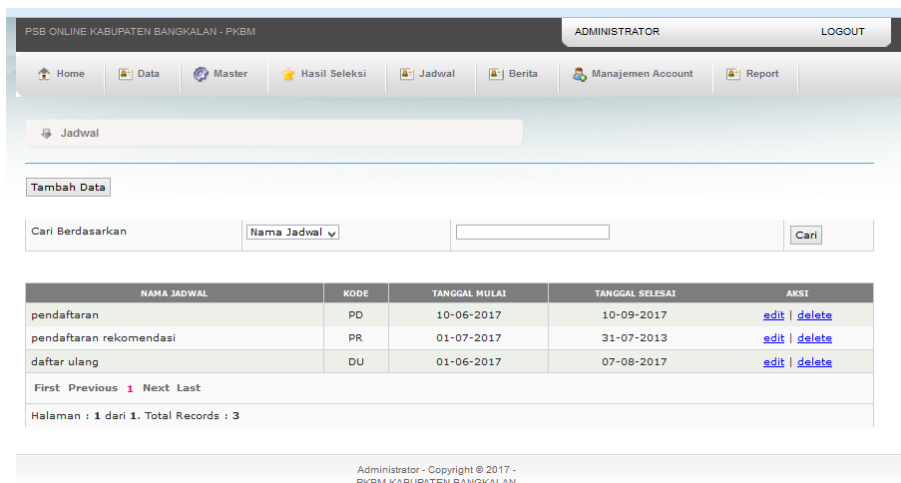 PSB ONLINE KABUPATEN BANGKALAN - PKBM ADMINISTRATOR LOGOUT
Home Data Master Hasil Seleksi Jadwal Berita Manajemen Account Report
Jadwal
Tambah Data
Cari Berdasarkan Nama Jadwal Cari
NAMA JADWAL KODE TANGGAL MULAI TANGGAL SELESAI AKSI
pendaftaran PD 10-06-2017 10-09-2017 edit | delete
pendaftaran rekomendasi PR 01-07-2017 31-07-2013 edit | delete
daftar ulang DU 01-06-2017 07-08-2017 edit | delete
First Previous 1 Next Last
Halaman : 1 dari 1. Total Records : 3
Administrator - Copyright © 2017 -
PKBM KABUPATEN BANGKALAN